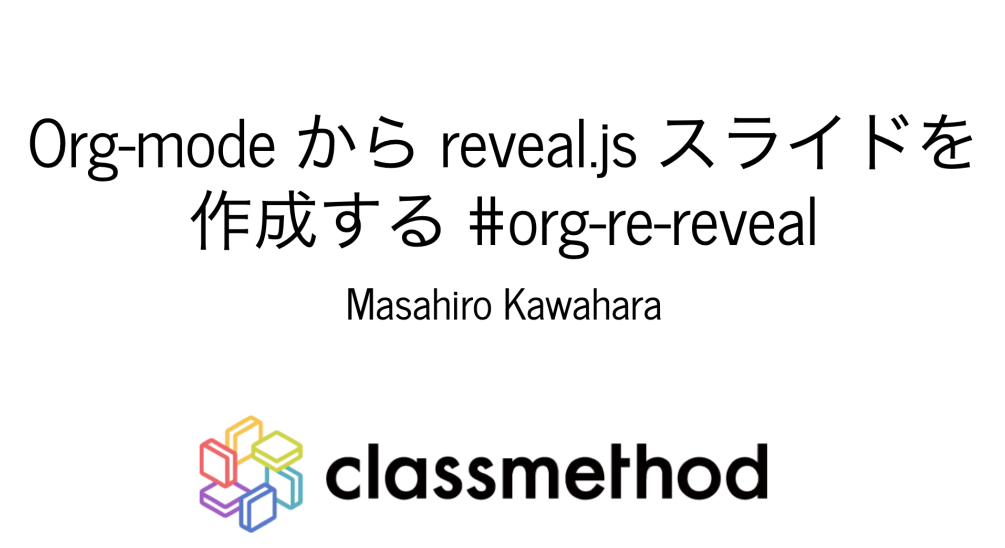 Org-mode から reveal.js スライドを
作成する #org-re-reveal
Masahiro Kawahara
classmethod